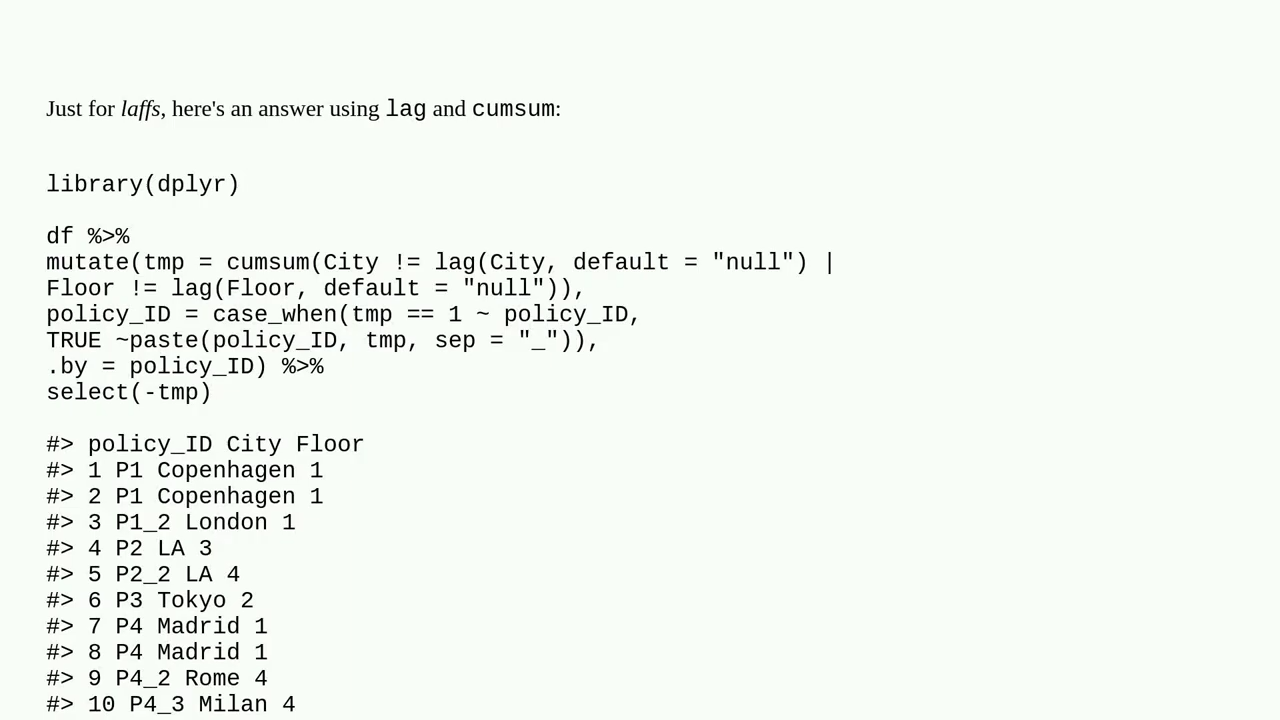 Just for laffs, here's an answer using lag and cumsum:
library(dplyr)
df %>%
mutate(tmp = cumsum(City != lag(City, default = "null") |
Floor != lag(Floor, default = "null")),
policy_ID = case_when(tmp == 1 ~ policy_ID,
TRUE ~paste(policy_ID, tmp, sep = "_")),
.by = policy_ID) %>%
select(-tmp)
#> policy_ID City Floor
#> 1 P1 Copenhagen 1
#> 2 P1 Copenhagen 1
#> 3 P1_2 London 1
#> 4 P2 LA 3
#> 5 P2_2 LA 4
#> 6 P3 Tokyo 2
#> 7 P4 Madrid 1
#> 8 P4 Madrid 1
#> 9 P4_2 Rome 4
#> 10 P4_3 Milan 4